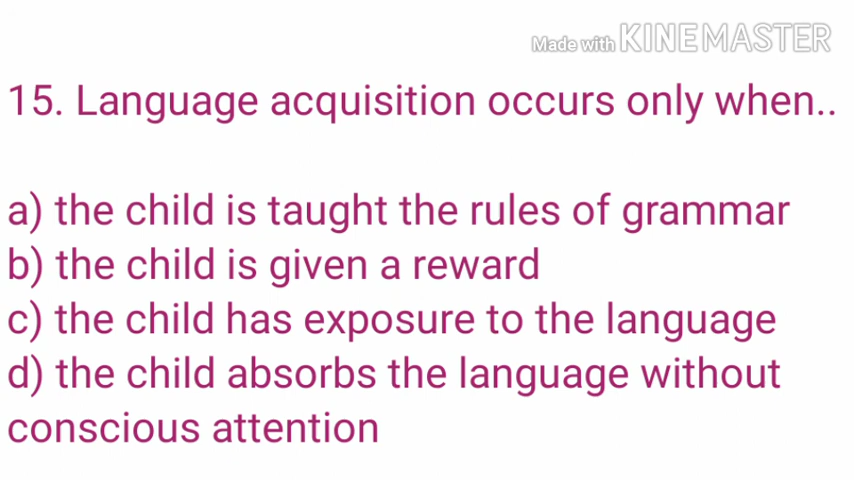 Made with KINEMASTER
15. Language acquisition occurs only when..
a) the child is taught the rules of grammar
b) the child is given a reward
c) the child has exposure to the language
d) the child absorbs the language without
conscious attention